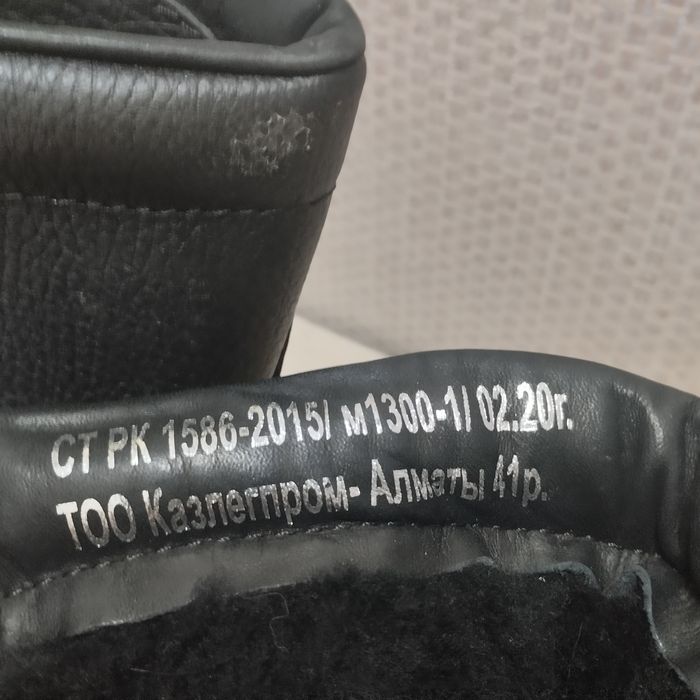 СТ РК 1586-2015/ м1300-1/ 02.20г.
ТОО Казлегпром- Алматы 41р.